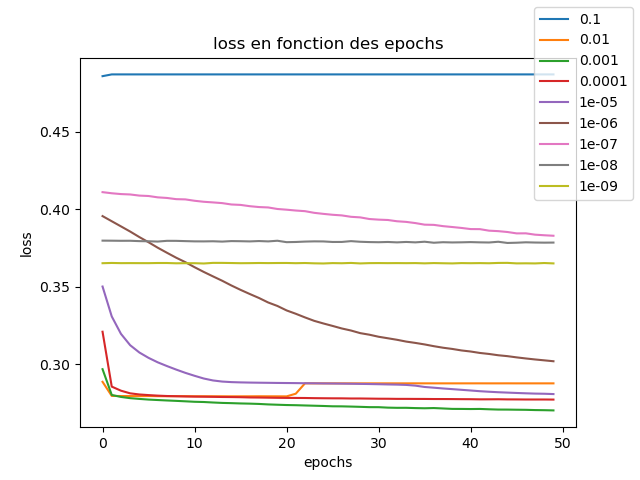 loss en fonction des epochs
0.1
0.01
0.001
0.0001
1e-05
1e-06
1e-07
1e-08
1e-09
0.45
0.40
0.35
0.30
loss
0 10 20 30 40 50
epochs